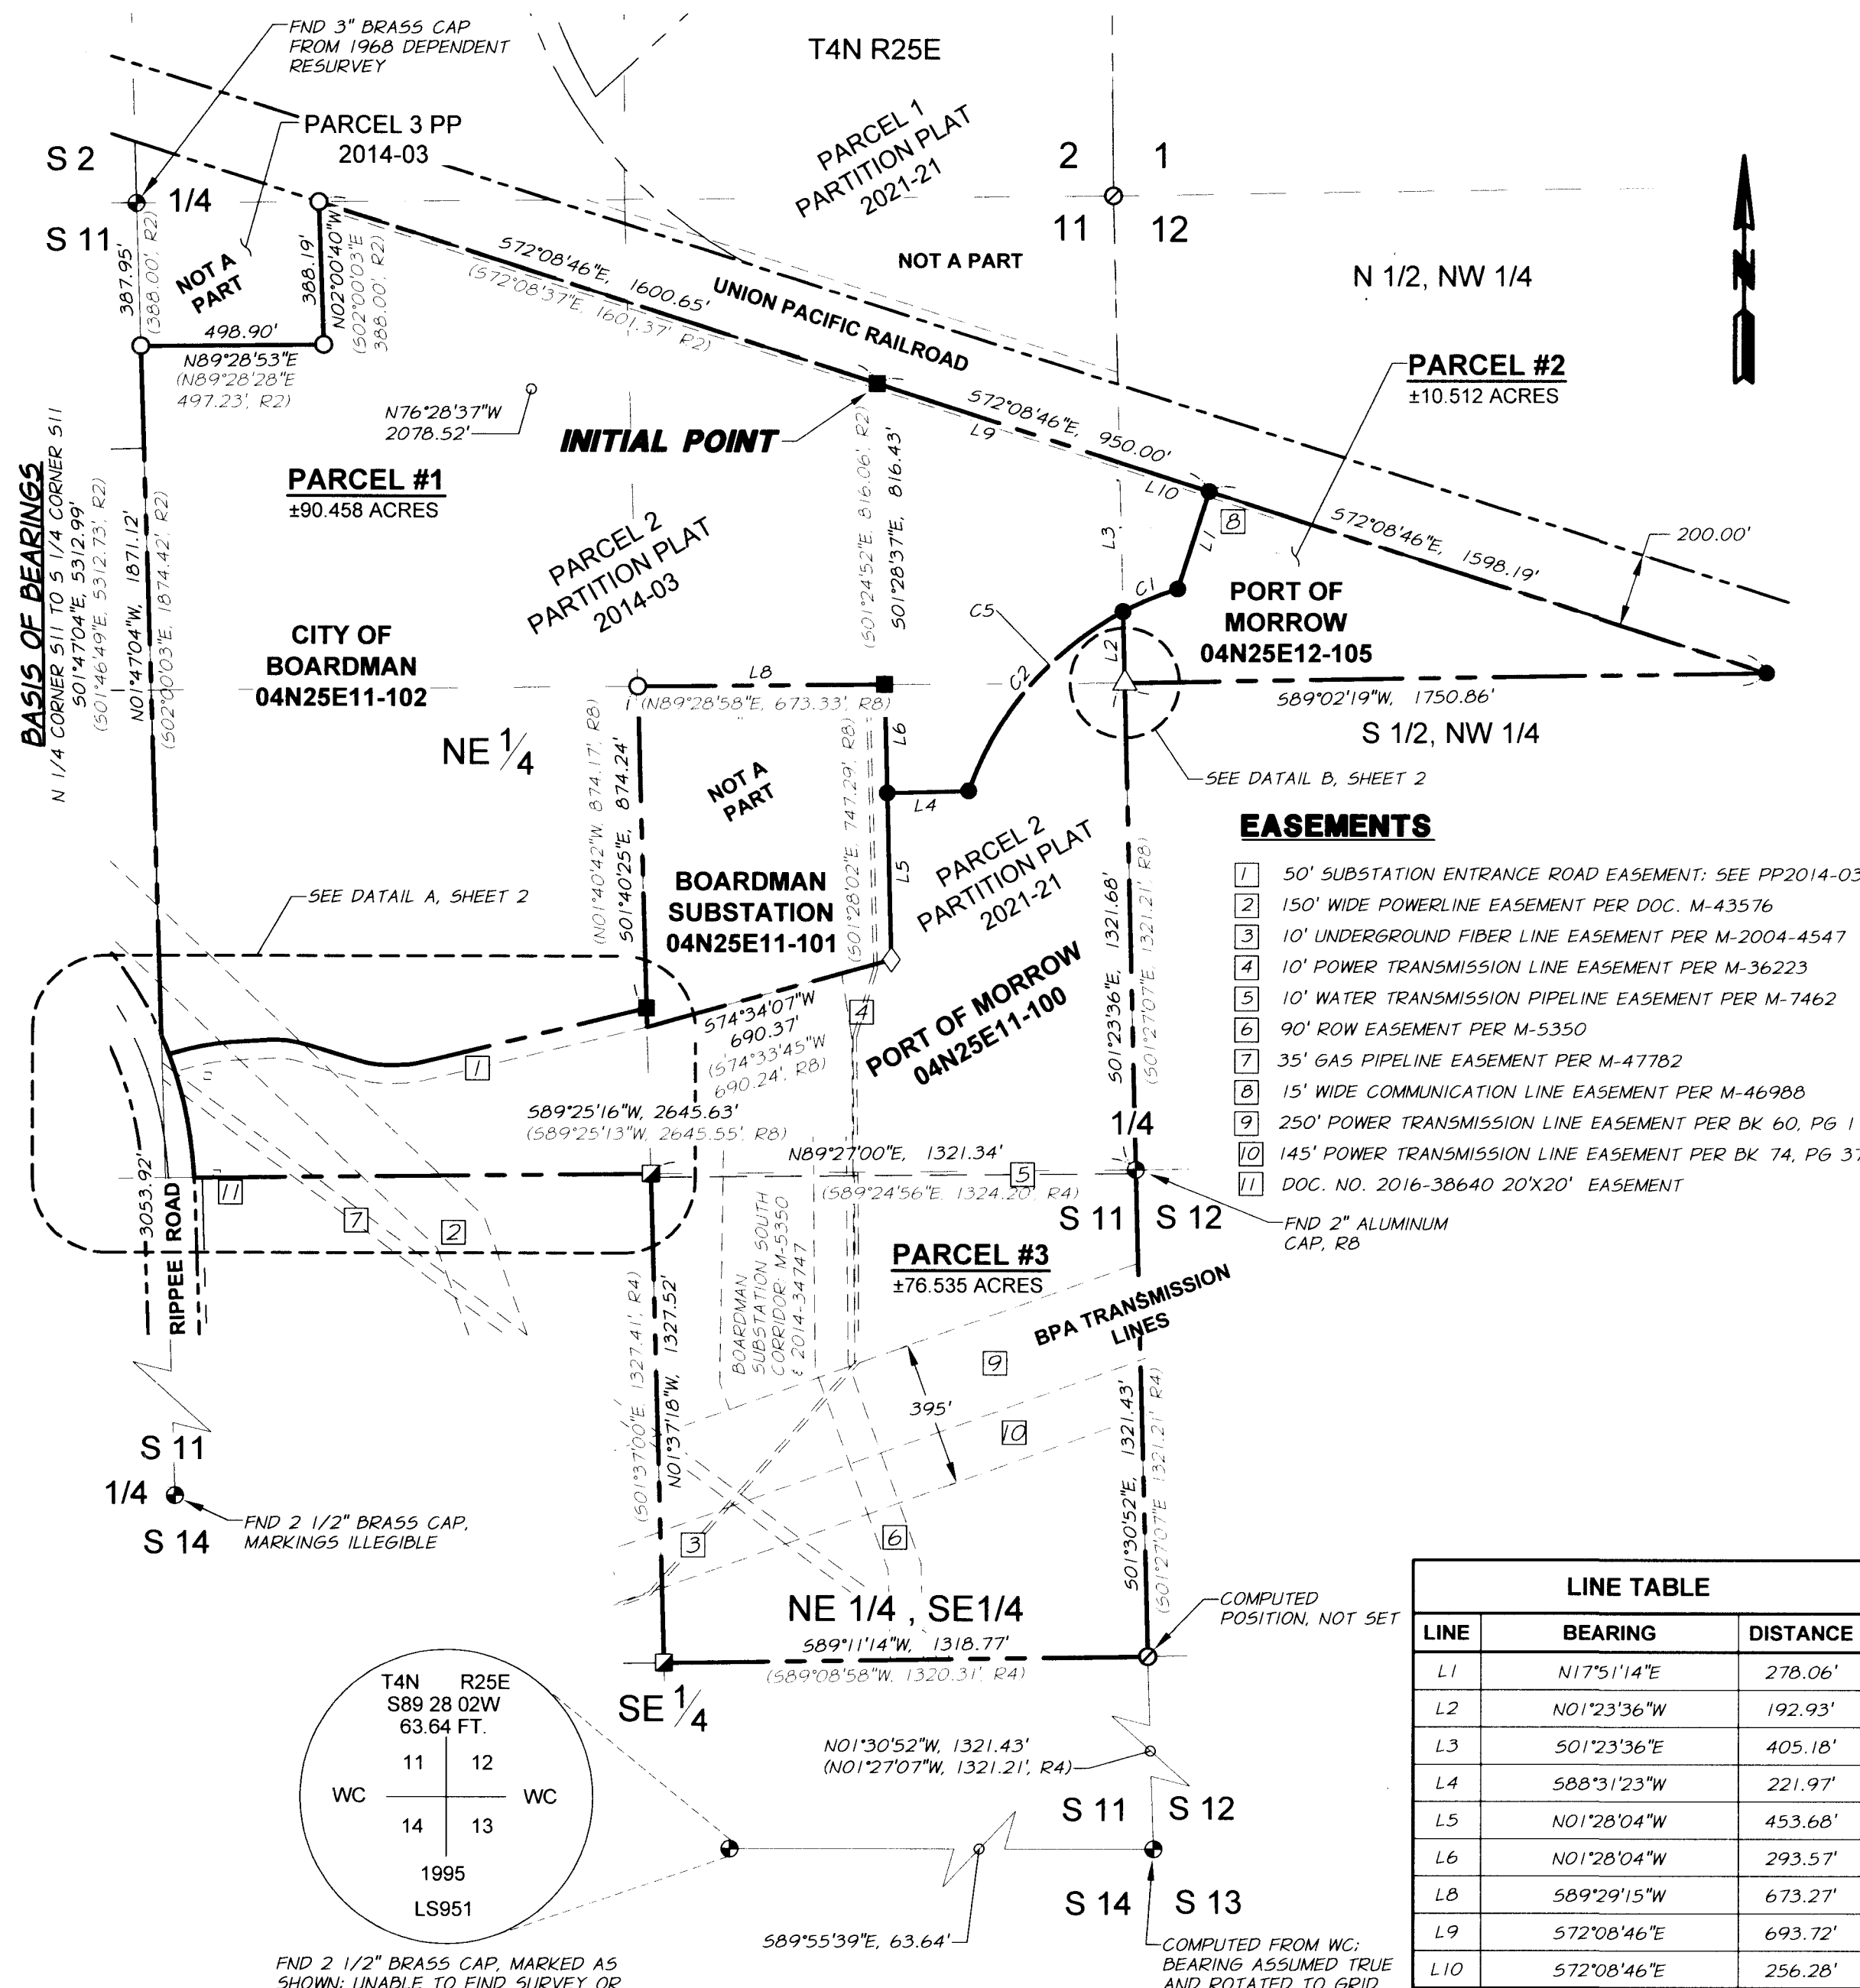 FND 3" BRASS CAP
FROM 1968 DEPENDENT
RESURVEY
T4N R25E
PARCEL 3 PP
2014-03
PARCEL 1
PARTITION PLAT
2021-21
S 2
1/4
S 11
2
1
11
12
387.95'
(388.00', R2)
NOT A
PART
388.19'
N02°00'40"W
(S02°00'03"E
388.00', R2)
498.90'
N89°28'53"E
(N89°28'28"E
497.23', R2)
S72°08'46"E, 1600.65'
(S72°08'37"E, 1601.37' R2)
NOT A PART
UNION PACIFIC RAILROAD
N 1/2, NW 1/4
N
PARCEL #2
±10.512 ACRES
N76°28'37"W
2078.52'
INITIAL POINT
S72°08'46"E, 950.00'
L9
L10
PARCEL #1
±90.458 ACRES
PARCEL 2
PARTITION PLAT
2014-03
(S01°24'52"E, 816.06', R2)
S01°28'37"E, 816.43'
L3
L1
8
S72°08'46"E, 1598.19'
200.00'
BASIS OF BEARINGS
N 1/4 CORNER S11 TO S 1/4 CORNER S11
S01°47'04"E, 5312.99'
(S01°46'49"E, 5312.73', R2)
N01°47'04"W, 1871.12'
(S02°00'03"E, 1874.42', R2)
CITY OF
BOARDMAN
04N25E11-102
C1
C5
C2
L2
PORT OF
MORROW
04N25E12-105
L8
(N89°28'58"E, 673.33', R8)
S89°02'19"W, 1750.86'
S 1/2, NW 1/4
NE 1/4
(N01°40'42"W, 874.17', R8)
S01°40'25"E, 874.24'
NOT A
PART
(S01°28'02"E, 747.29', R8)
L6
L4
L5
SEE DATAIL B, SHEET 2
PARCEL 2
PARTITION PLAT
2021-21
S01°23'36"E, 1321.68'
(S01°27'07"E, 1321.21', R8)
EASEMENTS
1 50' SUBSTATION ENTRANCE ROAD EASEMENT; SEE PP2014-03
2 150' WIDE POWERLINE EASEMENT PER DOC. M-43576
3 10' UNDERGROUND FIBER LINE EASEMENT PER M-2004-4547
4 10' POWER TRANSMISSION LINE EASEMENT PER M-36223
5 10' WATER TRANSMISSION PIPELINE EASEMENT PER M-7462
6 90' ROW EASEMENT PER M-5350
7 35' GAS PIPELINE EASEMENT PER M-47782
8 15' WIDE COMMUNICATION LINE EASEMENT PER M-46988
9 250' POWER TRANSMISSION LINE EASEMENT PER BK 60, PG 1
10 145' POWER TRANSMISSION LINE EASEMENT PER BK 74, PG 37
11 DOC. NO. 2016-38640 20'X20' EASEMENT
SEE DATAIL A, SHEET 2
BOARDMAN
SUBSTATION
04N25E11-101
S74°34'07"W
690.37'
(S74°33'45"W
690.24', R8)
4
PORT OF MORROW
04N25E11-100
1
S89°25'16"W, 2645.63'
(S89°25'13"W, 2645.55', R8)
1/4
N89°27'00"E, 1321.34'
5
(S89°24'56"E, 1324.20', R4)
S 11
S 12
FND 2" ALUMINUM
CAP, R8
3053.92'
RIPPEE ROAD
11
7
2
(S01°37'00"E, 1327.41', R4)
N01°37'18"W, 1327.52'
BOARDMAN
SUBSTATION SOUTH
CORRIDOR: M-5350
& 2014-34747
PARCEL #3
±76.535 ACRES
BPA TRANSMISSION
LINES
9
395'
10
S01°30'52"E, 1321.43'
(S01°27'07"E, 1321.21', R4)
S 11
1/4
S 14
FND 2 1/2" BRASS CAP,
MARKINGS ILLEGIBLE
3
6
NE 1/4 , SE1/4
COMPUTED
POSITION, NOT SET
S89°11'14"W, 1318.77'
(S89°08'58"W, 1320.31', R4)
SE 1/4
T4N R25E
S89 28 02W
63.64 FT.
11 12
WC WC
14 13
1995
LS951
N01°30'52"W, 1321.43'
(N01°27'07"W, 1321.21', R4)
S 11
S 12
S 14
S 13
S89°55'39"E, 63.64'
COMPUTED FROM WC;
BEARING ASSUMED TRUE
AND ROTATED TO GRID
FND 2 1/2" BRASS CAP, MARKED AS
SHOWN; UNABLE TO FIND SURVEY OR
LINE TABLE
LINE BEARING DISTANCE
L1 N17°51'14"E 278.06'
L2 N01°23'36"W 192.93'
L3 S01°23'36"E 405.18'
L4 S88°31'23"W 221.97'
L5 N01°28'04"W 453.68'
L6 N01°28'04"W 293.57'
L8 S89°29'15"W 673.27'
L9 S72°08'46"E 693.72'
L10 S72°08'46"E 256.28'